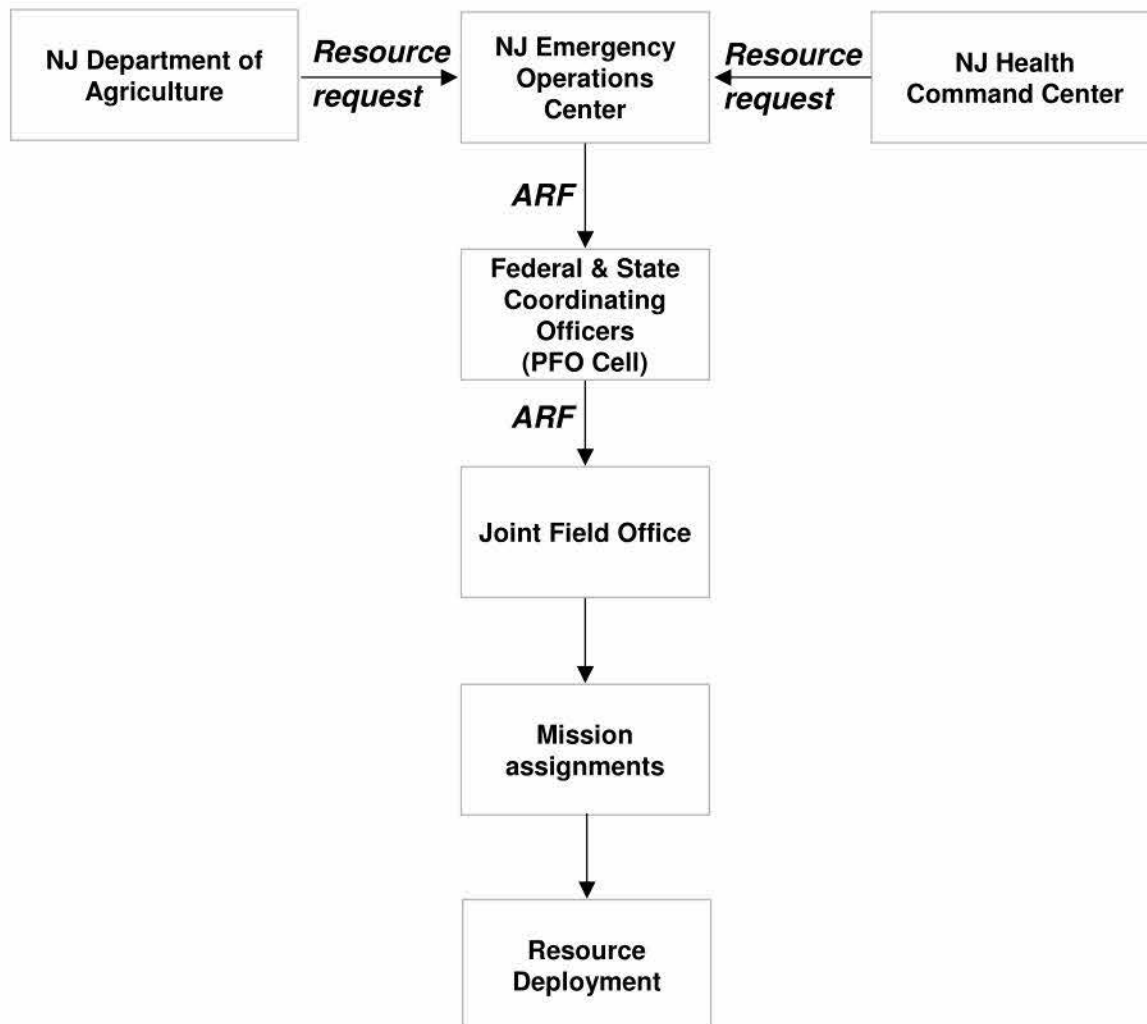 NJ Department of
Agriculture
Resource
request
NJ Emergency
Operations
Center
Resource
request
NJ Health
Command Center
ARF
Federal & State
Coordinating
Officers
(PFO Cell)
ARF
Joint Field Office
Mission
assignments
Resource
Deployment